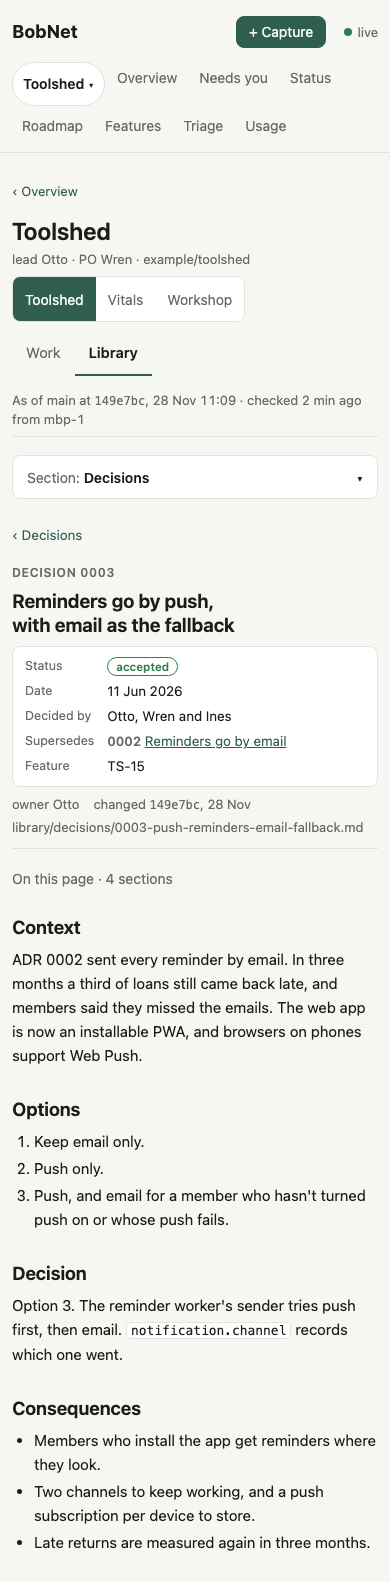 BobNet
+ Capture
live
Toolshed ▾
Overview
Needs you
Status
Roadmap
Features
Triage
Usage
‹ Overview
Toolshed
lead Otto · PO Wren · example/toolshed
Toolshed
Vitals
Workshop
Work
Library
As of main at 149e7bc, 28 Nov 11:09 · checked 2 min ago
from mbp-1
Section: Decisions ▾
‹ Decisions
DECISION 0003
Reminders go by push,
with email as the fallback
Status accepted
Date 11 Jun 2026
Decided by Otto, Wren and Ines
Supersedes 0002 Reminders go by email
Feature TS-15
owner Otto changed 149e7bc, 28 Nov
library/decisions/0003-push-reminders-email-fallback.md
On this page · 4 sections
Context
ADR 0002 sent every reminder by email. In three
months a third of loans still came back late, and
members said they missed the emails. The web app
is now an installable PWA, and browsers on phones
support Web Push.
Options
1. Keep email only.
2. Push only.
3. Push, and email for a member who hasn't turned
push on or whose push fails.
Decision
Option 3. The reminder worker's sender tries push
first, then email. notification.channel records
which one went.
Consequences
• Members who install the app get reminders where
they look.
• Two channels to keep working, and a push
subscription per device to store.
• Late returns are measured again in three months.